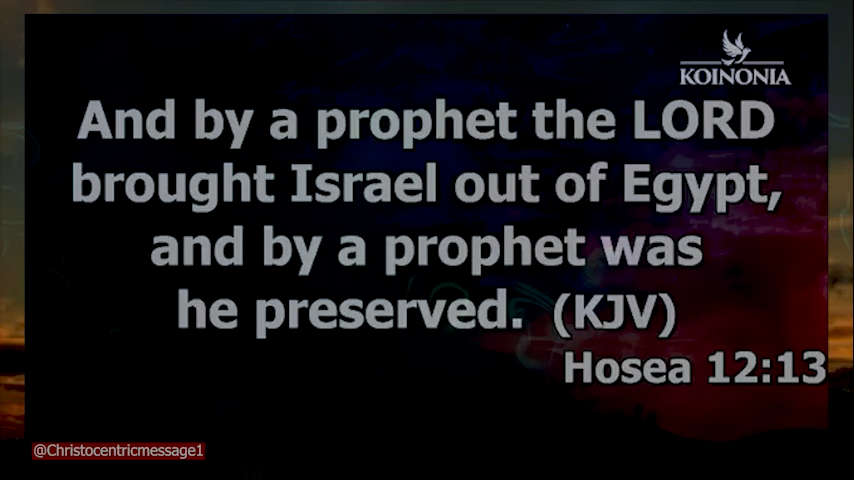 KOINONIA
And by a prophet the LORD
brought Israel out of Egypt,
and by a prophet was
he preserved. (KJV)
Hosea 12:13
@Christocentricmessage1